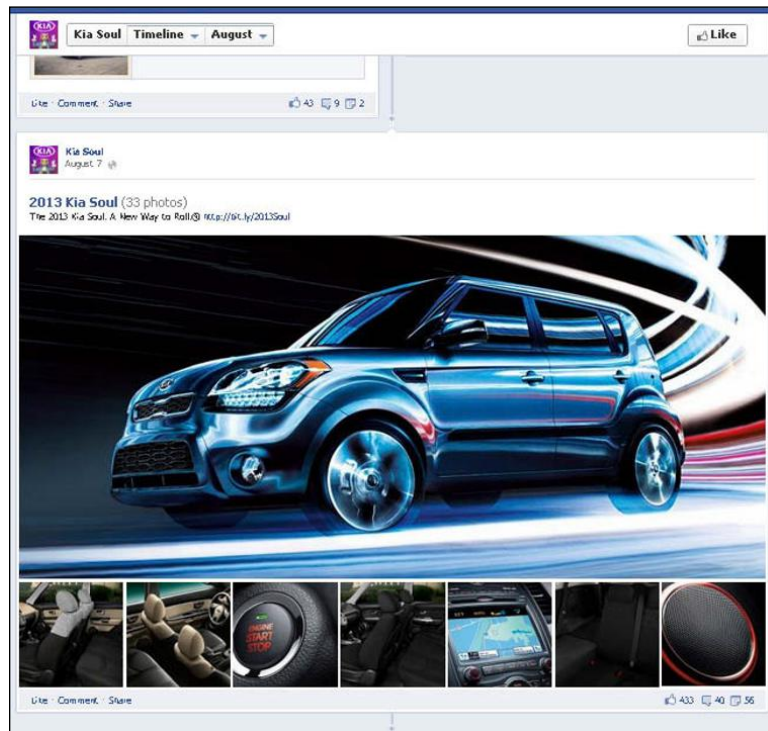 KIA
Kia Soul Timeline August
Like
Like · Comment · Share 43 9 2
KIA
Kia Soul
August 7
2013 Kia Soul (33 photos)
The 2013 Kia Soul. A New Way to Roll. http://bit.ly/2013Soul
ENGINE
START
STOP
Like · Comment · Share 433 40 56